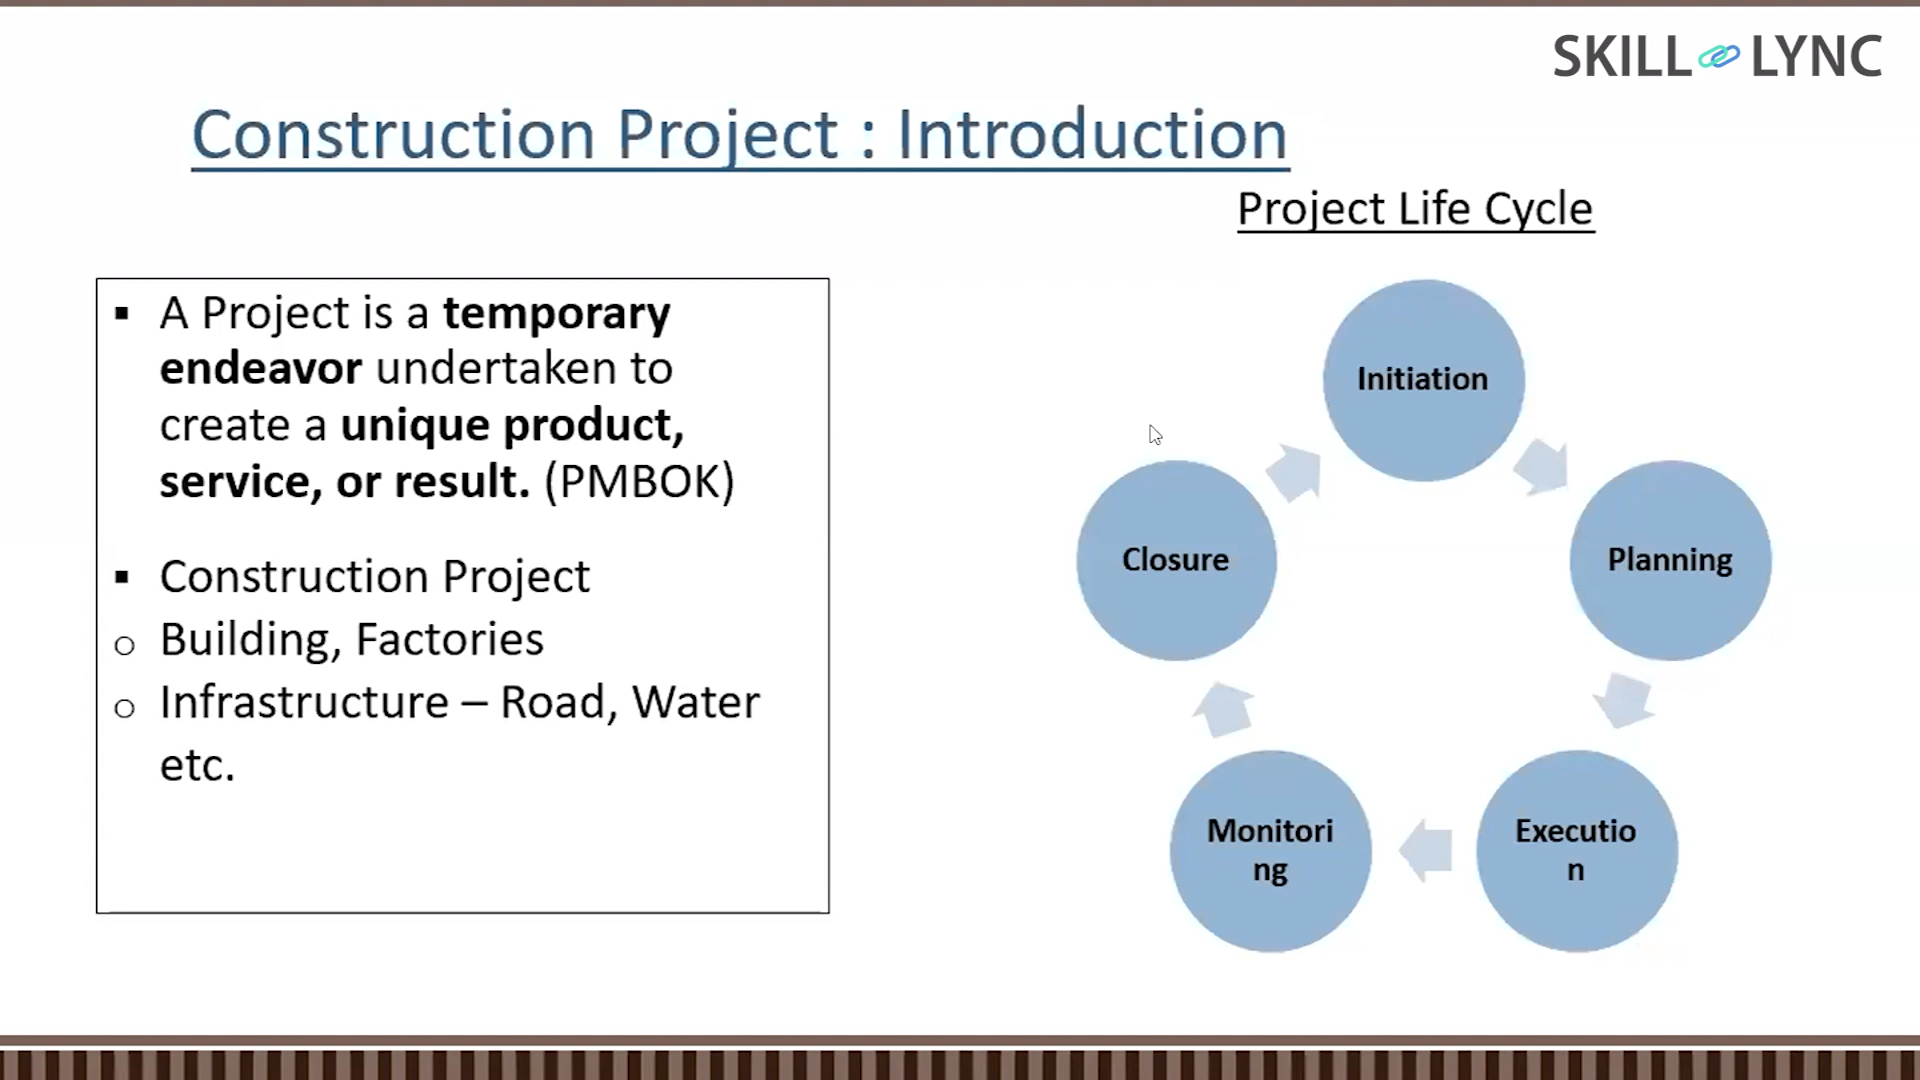 SKILL LYNC
Construction Project : Introduction
Project Life Cycle
▪ A Project is a temporary
endeavor undertaken to
create a unique product,
service, or result. (PMBOK)
▪ Construction Project
o Building, Factories
o Infrastructure – Road, Water
etc.
Initiation
Planning
Executio
n
Monitori
ng
Closure